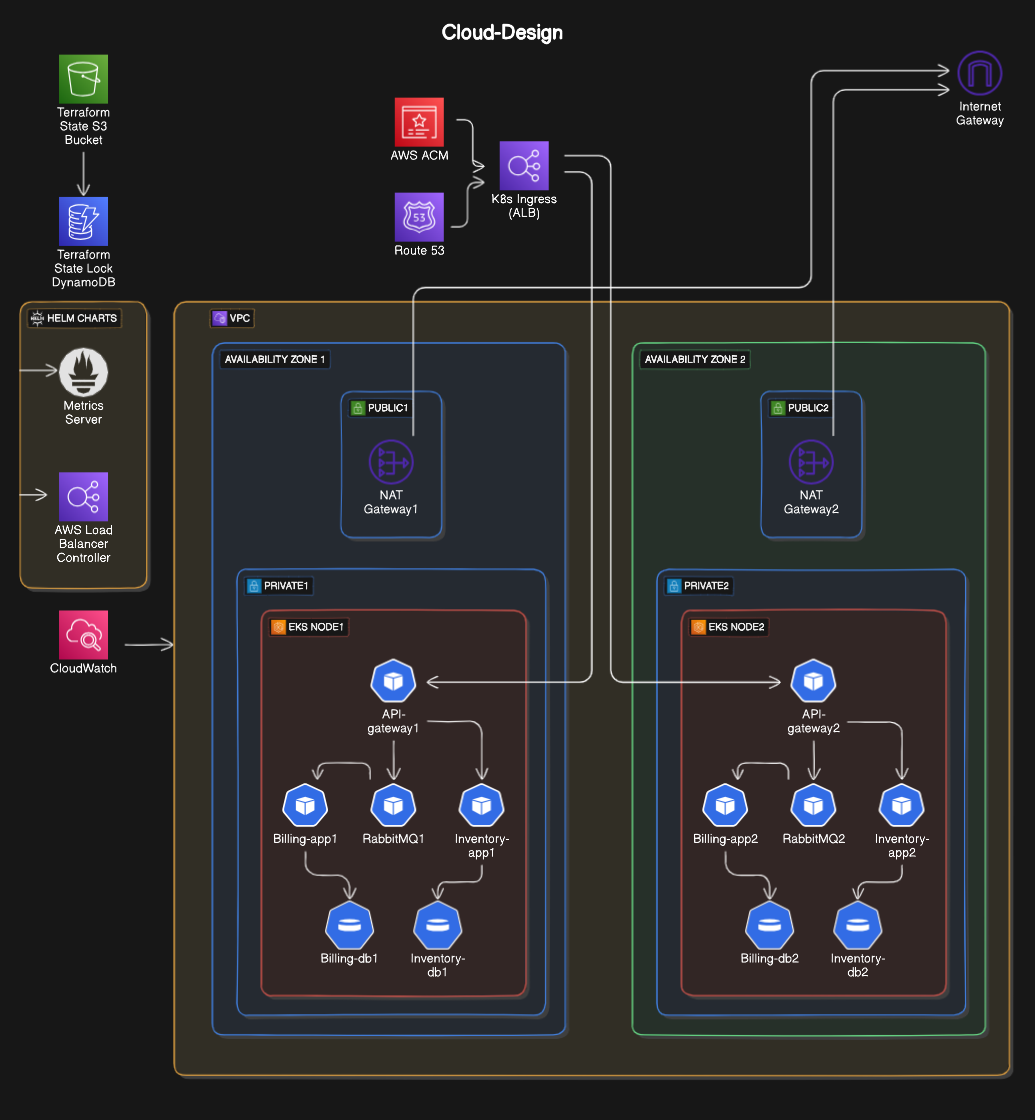 Cloud-Design
Terraform
State S3
Bucket
AWS ACM
K8s Ingress
(ALB)
53
Route 53
Internet
Gateway
Terraform
State Lock
DynamoDB
HELM
HELM CHARTS
Metrics
Server
AWS Load
Balancer
Controller
CloudWatch
VPC
AVAILABILITY ZONE 1
PUBLIC1
NAT
Gateway1
PRIVATE1
EKS NODE1
API-
gateway1
Billing-app1
RabbitMQ1
Inventory-
app1
Billing-db1
Inventory-
db1
AVAILABILITY ZONE 2
PUBLIC2
NAT
Gateway2
PRIVATE2
EKS NODE2
API-
gateway2
Billing-app2
RabbitMQ2
Inventory-
app2
Billing-db2
Inventory-
db2